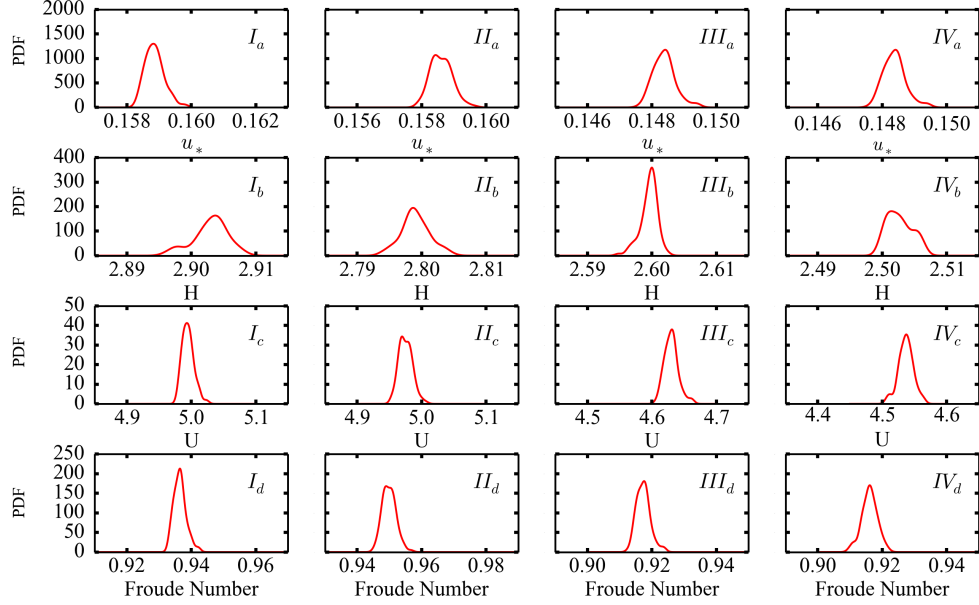 2000
1500
1000
500
0
PDF
I_a
0.158 0.160 0.162
u_*
II_a
0.156 0.158 0.160
u_*
III_a
0.146 0.148 0.150
u_*
IV_a
0.146 0.148 0.150
u_*
400
300
200
100
0
PDF
I_b
2.89 2.90 2.91
H
II_b
2.79 2.80 2.81
H
III_b
2.59 2.60 2.61
H
IV_b
2.49 2.50 2.51
H
50
40
30
20
10
0
PDF
I_c
4.9 5.0 5.1
U
II_c
4.9 5.0 5.1
U
III_c
4.5 4.6 4.7
U
IV_c
4.4 4.5 4.6
U
250
200
150
100
50
0
PDF
I_d
0.92 0.94 0.96
Froude Number
II_d
0.94 0.96 0.98
Froude Number
III_d
0.90 0.92 0.94
Froude Number
IV_d
0.90 0.92 0.94
Froude Number